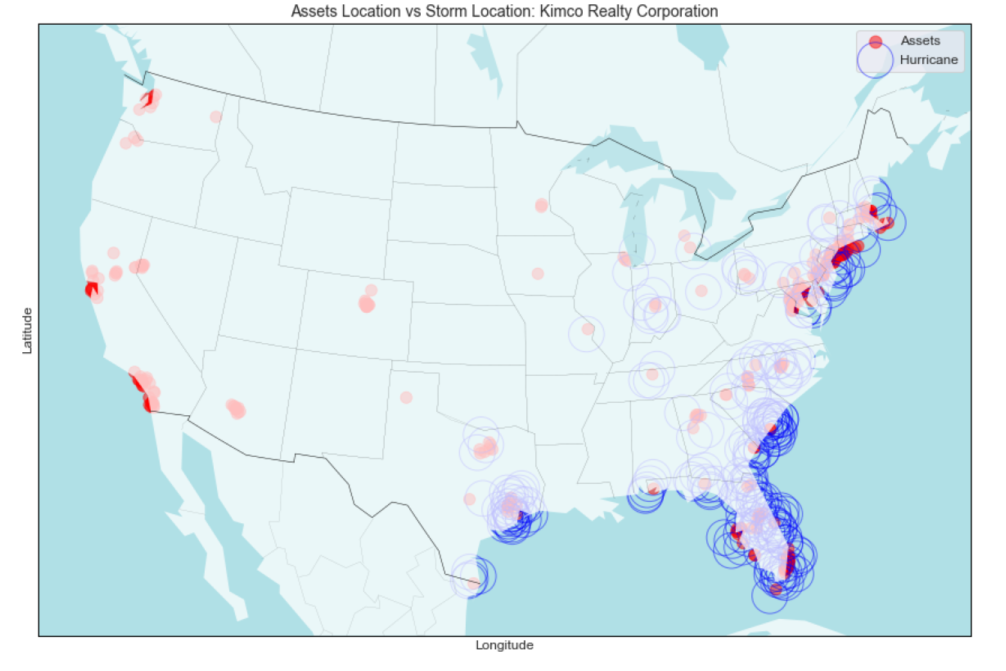 Assets Location vs Storm Location: Kimco Realty Corporation
Assets
Hurricane
Latitude
Longitude